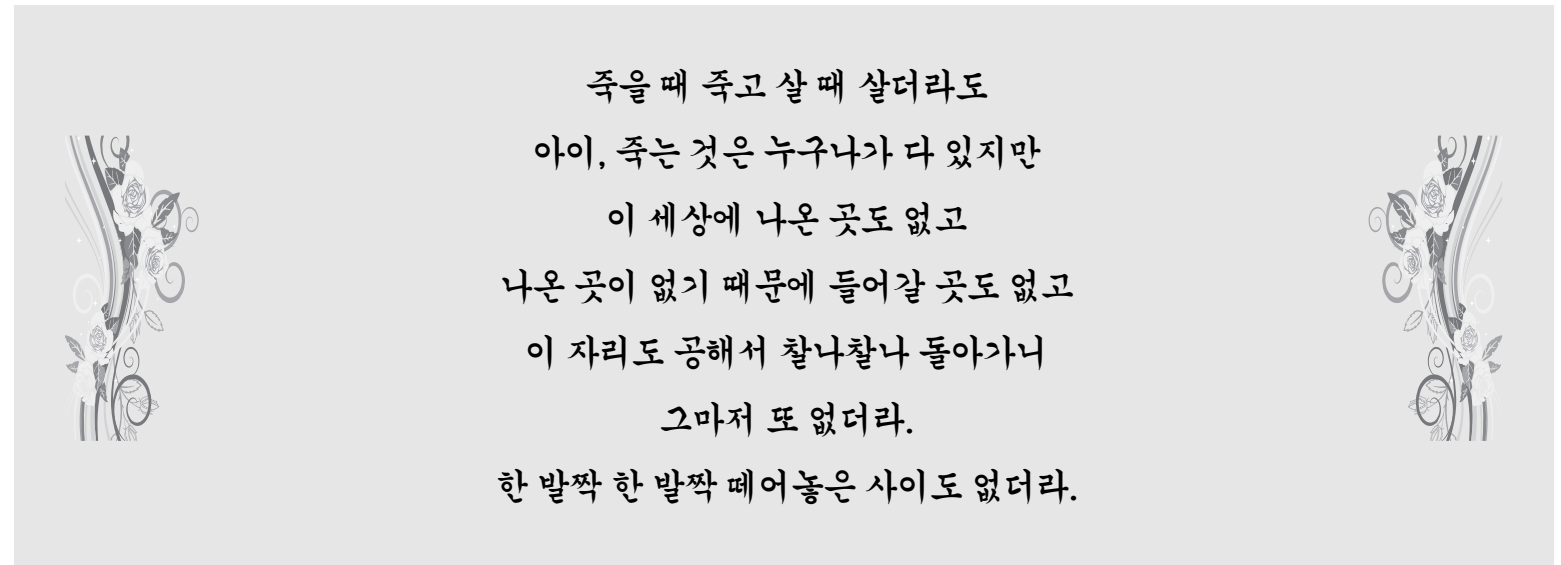 죽을 때 죽고 살 때 살더라도
아이, 죽는 것은 누구나가 다 있지만
이 세상에 나온 곳도 없고
나온 곳이 없기 때문에 들어갈 곳도 없고
이 자리도 공해서 찰나찰나 돌아가니
그마저 또 없더라.
한 발짝 한 발짝 떼어놓은 사이도 없더라.